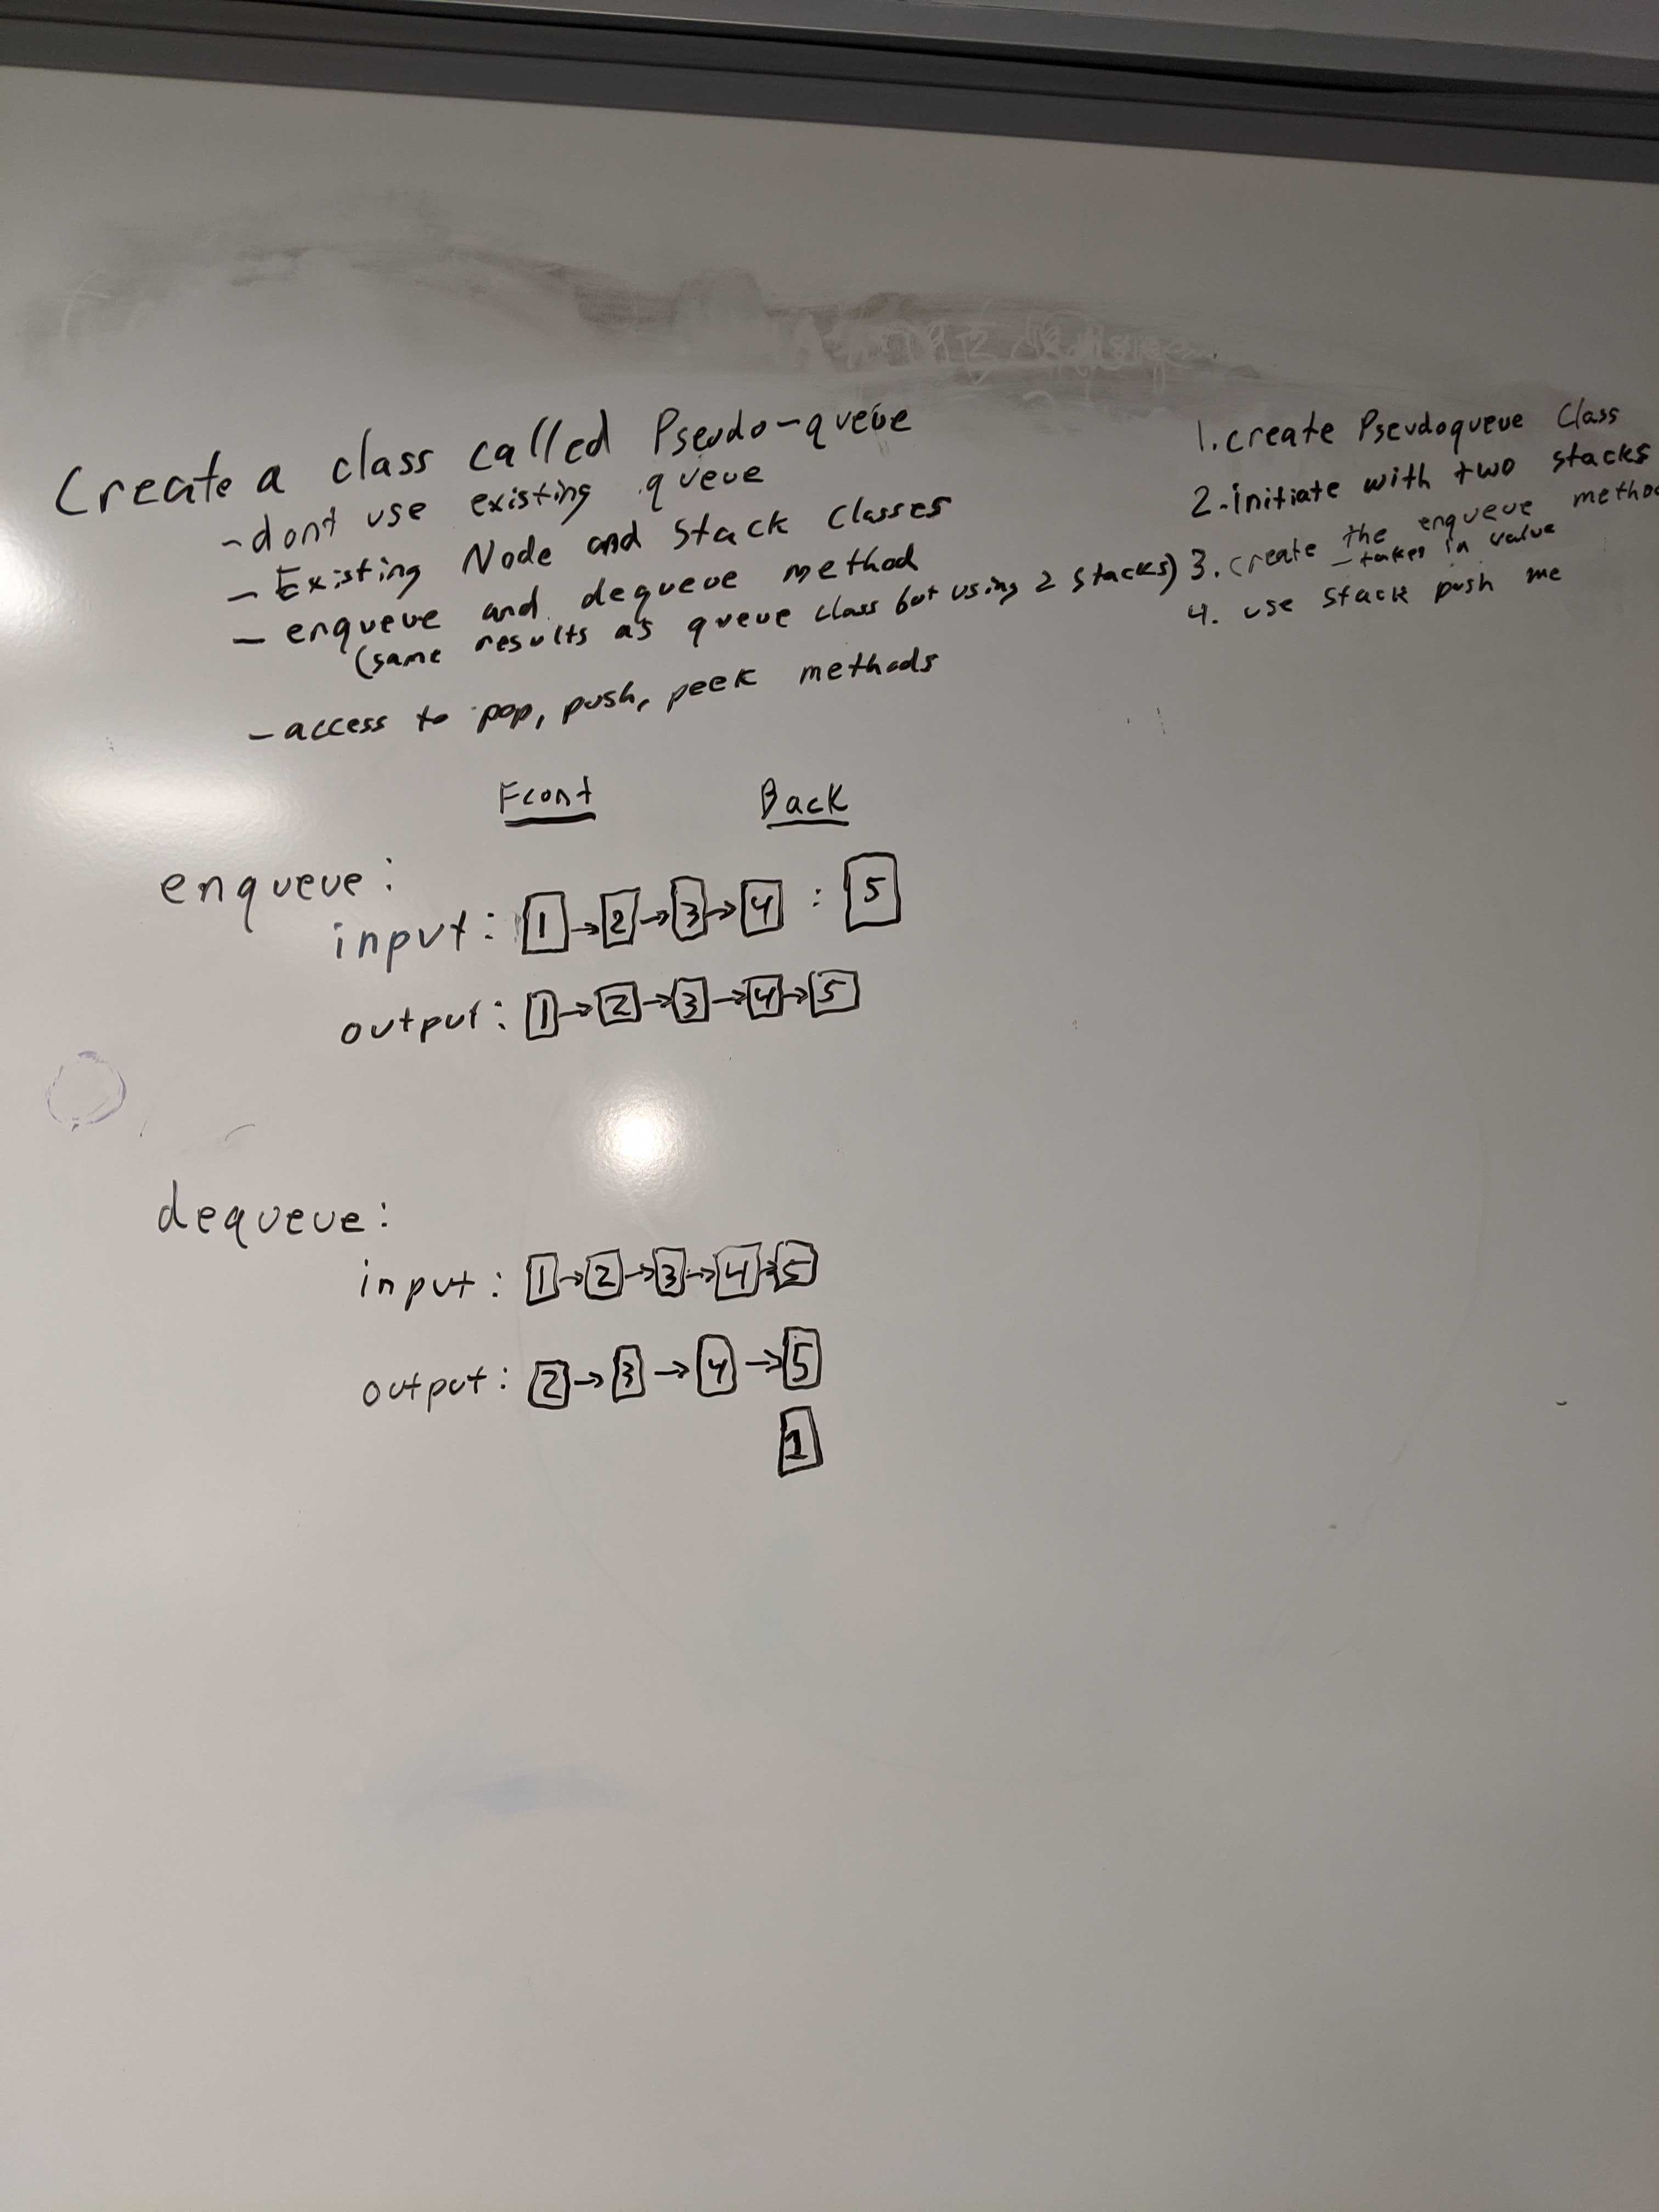 Create a class called Pseudo-queue
- dont use existing queue
- Existing Node and Stack Classes
- enqueue and dequeue method
(same results as queue class but using 2 stacks)
- access to pop, push, peek methods
Front Back
enqueue:
input: 1 → 2 → 3 → 4 : 5
output: 1 → 2 → 3 → 4 → 5
dequeue:
input: 1 → 2 → 3 → 4 → 5
output: 2 → 3 → 4 → 5
1
1. create Pseudoqueue Class
2. initiate with two stacks
3. create the enqueue metho
- takes in value
4. use stack push me